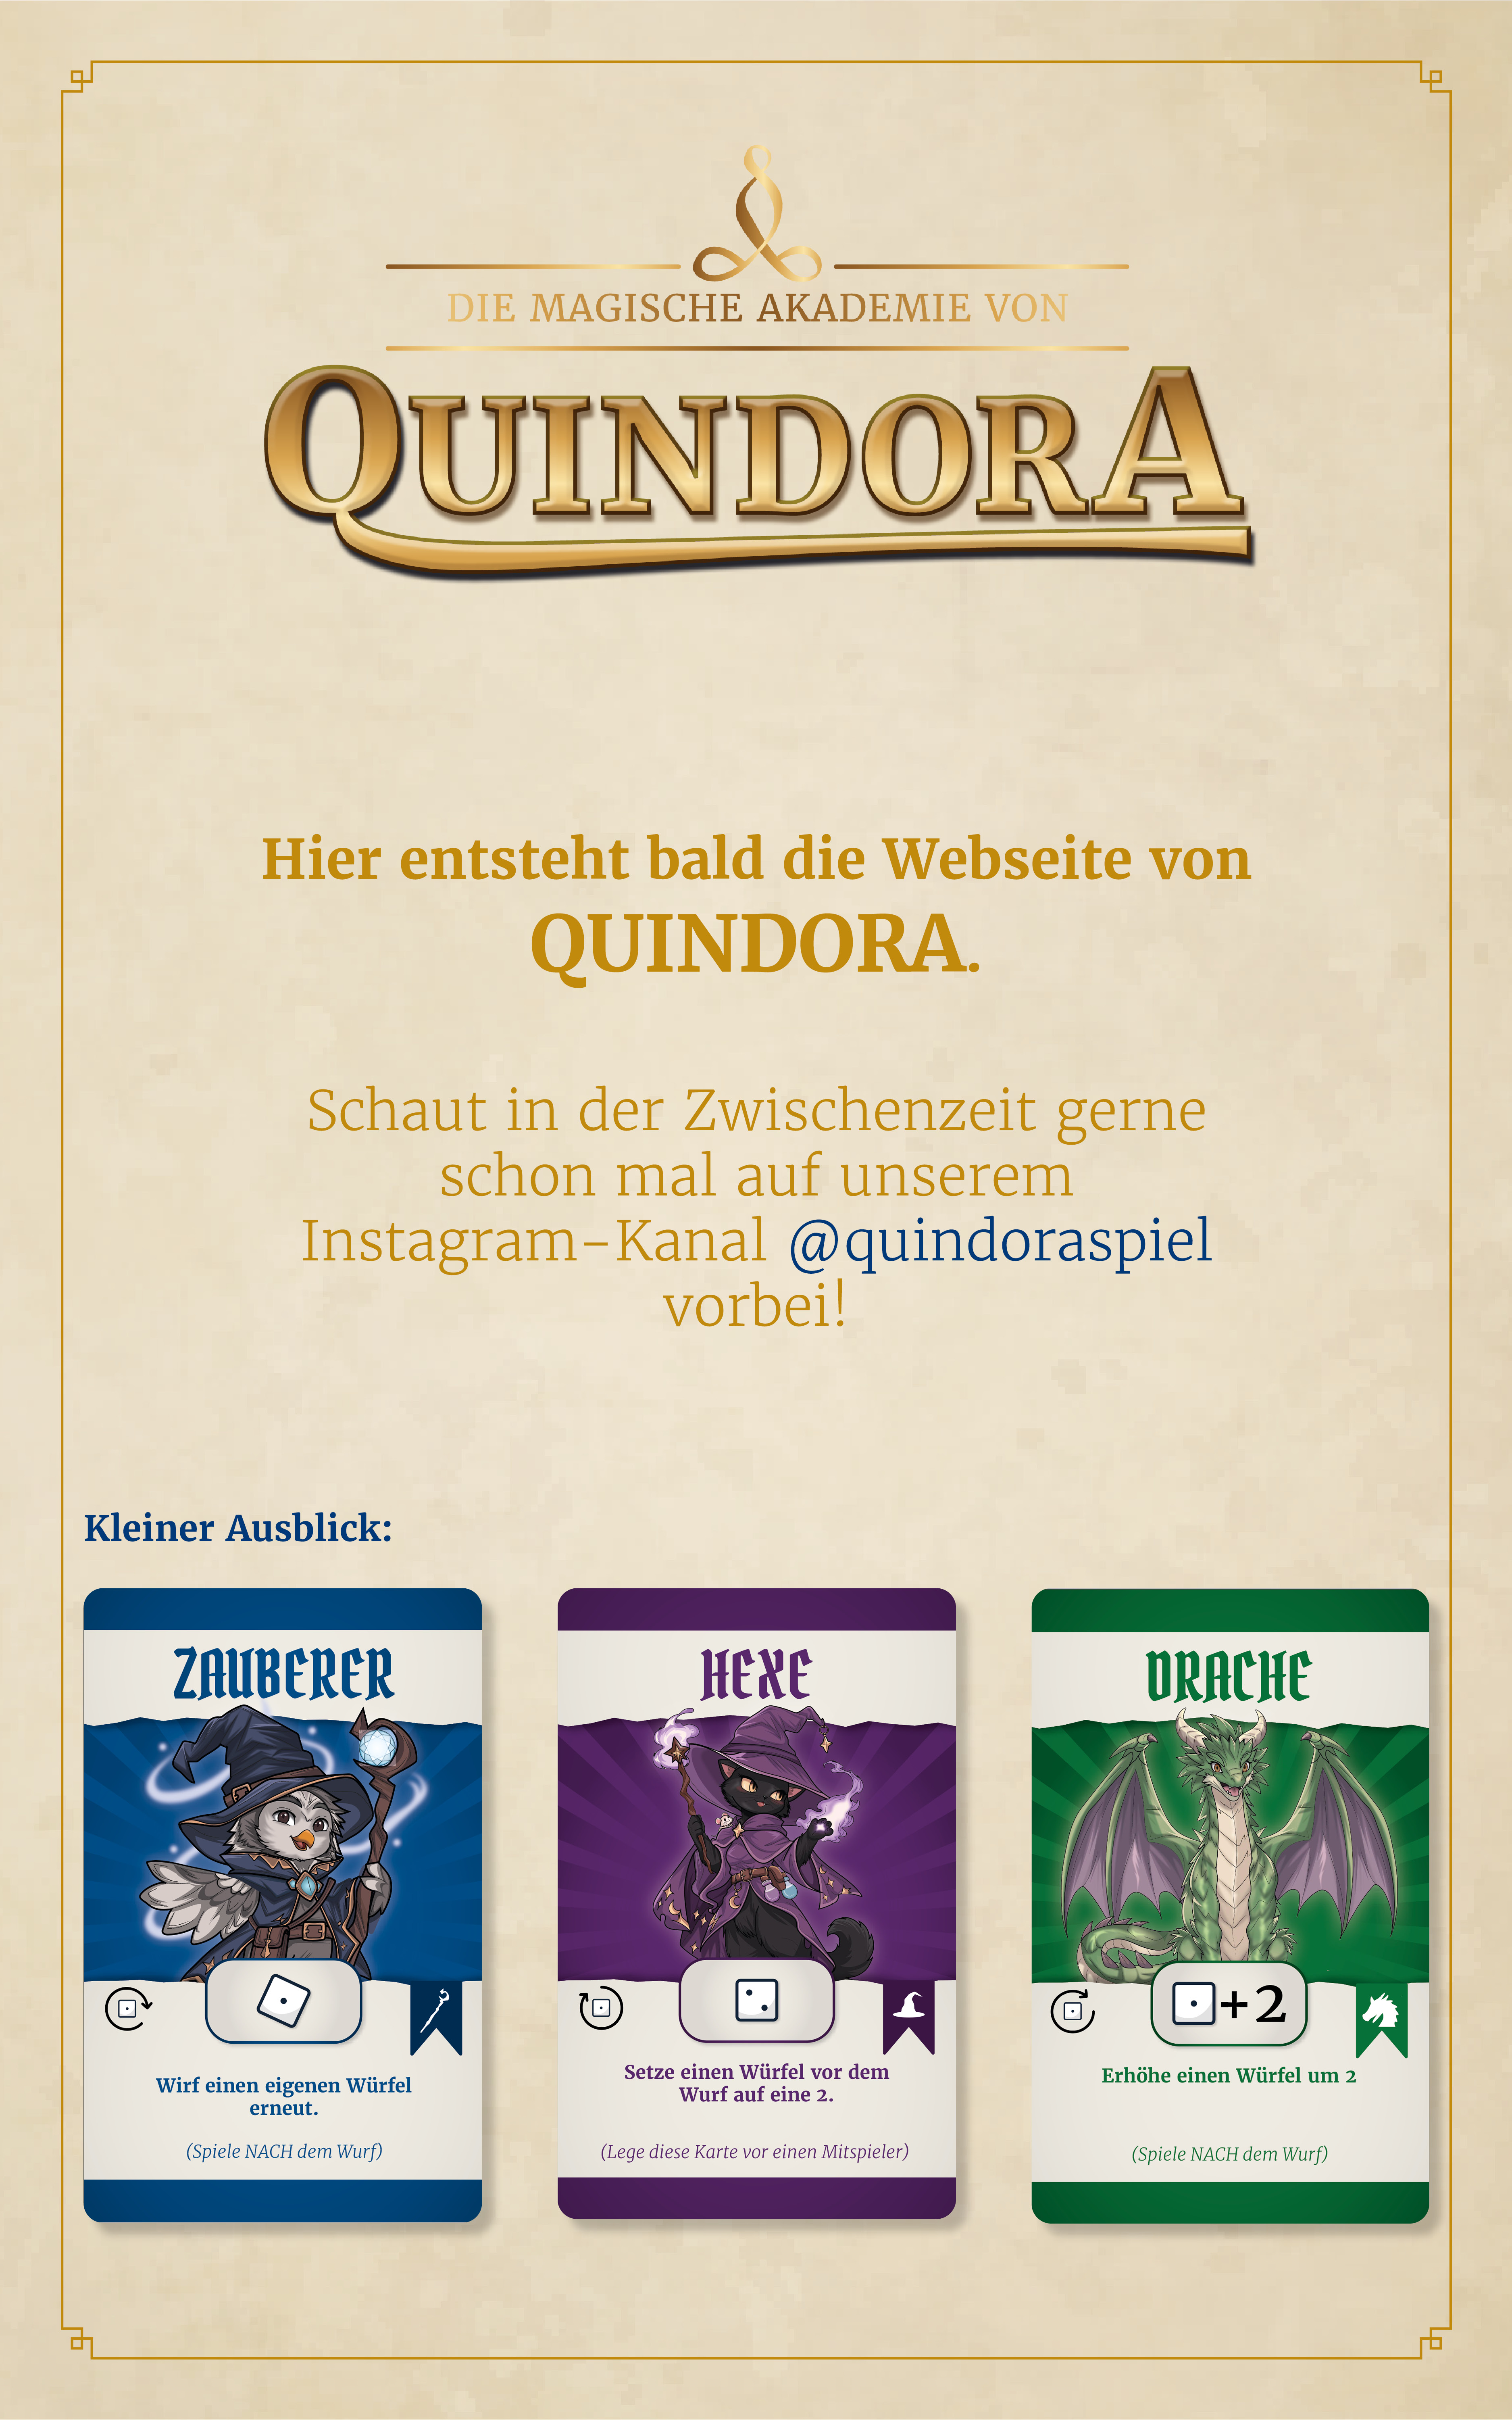 DIE MAGISCHE AKADEMIE VON
QUINDORA
Hier entsteht bald die Webseite von
QUINDORA.
Schaut in der Zwischenzeit gerne
schon mal auf unserem
Instagram-Kanal @quindoraspiel
vorbei!
Kleiner Ausblick:
ZAUBERER
Wirf einen eigenen Würfel
erneut.
(Spiele NACH dem Wurf)
HEXE
Setze einen Würfel vor dem
Wurf auf eine 2.
(Lege diese Karte vor einen Mitspieler)
DRACHE
+2
Erhöhe einen Würfel um 2
(Spiele NACH dem Wurf)